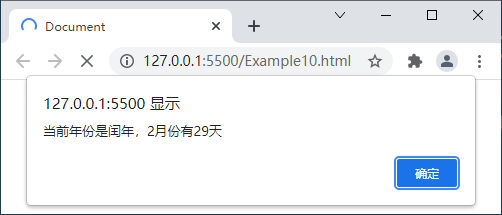 Document
127.0.0.1:5500/Example10.html
127.0.0.1:5500 显示
当前年份是闰年，2月份有29天
确定